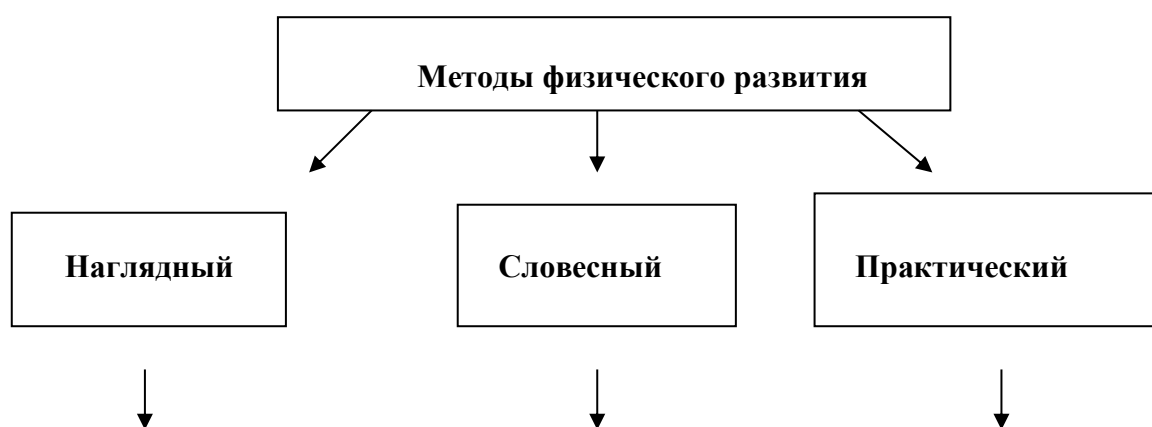 Методы физического развития
Наглядный
Словесный
Практический